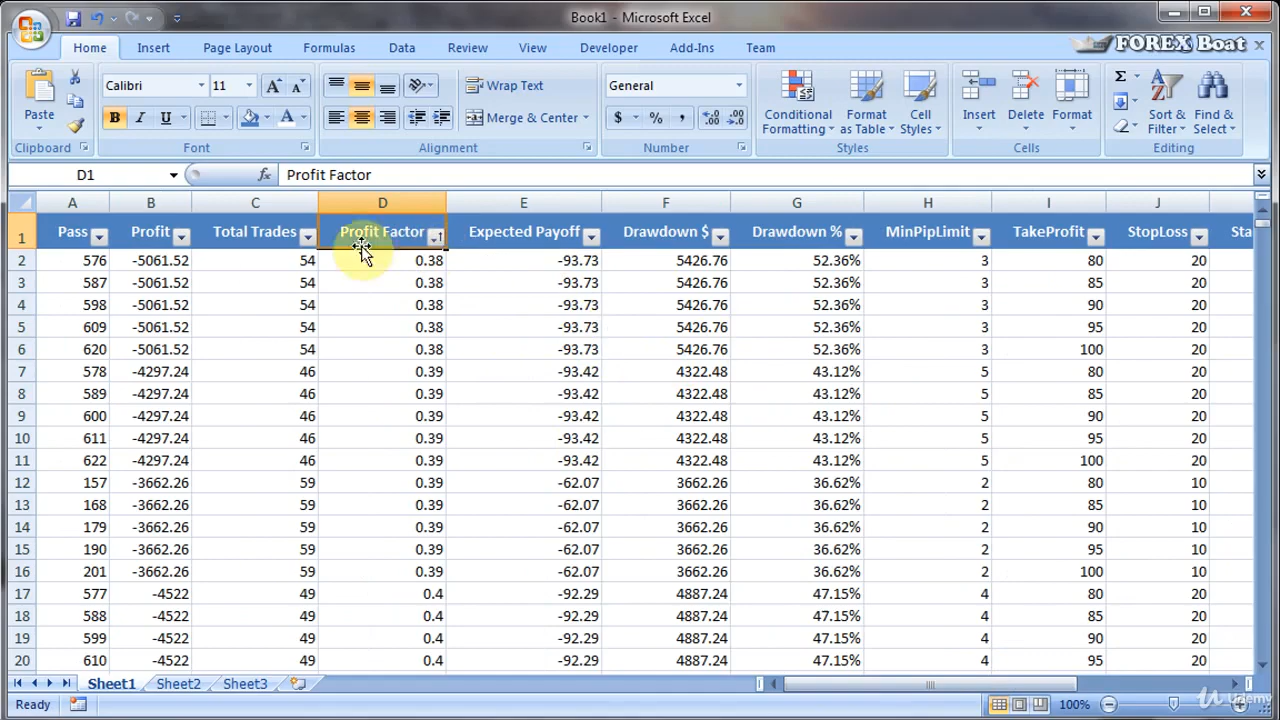 Book1 - Microsoft Excel
Home Insert Page Layout Formulas Data Review View Developer Add-Ins Team
FOREX Boat
Calibri 11 A A Wrap Text General Σ
Paste B I U A Merge & Center $ % , Conditional Formatting Format as Table Cell Styles Insert Delete Format Sort & Filter Find & Select
Clipboard Font Alignment Number Styles Cells Editing
D1 fx Profit Factor
A B C D E F G H I J
1 Pass Profit Total Trades Profit Factor Expected Payoff Drawdown $ Drawdown % MinPipLimit TakeProfit StopLoss Sta
2 576 -5061.52 54 0.38 -93.73 5426.76 52.36% 3 80 20
3 587 -5061.52 54 0.38 -93.73 5426.76 52.36% 3 85 20
4 598 -5061.52 54 0.38 -93.73 5426.76 52.36% 3 90 20
5 609 -5061.52 54 0.38 -93.73 5426.76 52.36% 3 95 20
6 620 -5061.52 54 0.38 -93.73 5426.76 52.36% 3 100 20
7 578 -4297.24 46 0.39 -93.42 4322.48 43.12% 5 80 20
8 589 -4297.24 46 0.39 -93.42 4322.48 43.12% 5 85 20
9 600 -4297.24 46 0.39 -93.42 4322.48 43.12% 5 90 20
10 611 -4297.24 46 0.39 -93.42 4322.48 43.12% 5 95 20
11 622 -4297.24 46 0.39 -93.42 4322.48 43.12% 5 100 20
12 157 -3662.26 59 0.39 -62.07 3662.26 36.62% 2 80 10
13 168 -3662.26 59 0.39 -62.07 3662.26 36.62% 2 85 10
14 179 -3662.26 59 0.39 -62.07 3662.26 36.62% 2 90 10
15 190 -3662.26 59 0.39 -62.07 3662.26 36.62% 2 95 10
16 201 -3662.26 59 0.39 -62.07 3662.26 36.62% 2 100 10
17 577 -4522 49 0.4 -92.29 4887.24 47.15% 4 80 20
18 588 -4522 49 0.4 -92.29 4887.24 47.15% 4 85 20
19 599 -4522 49 0.4 -92.29 4887.24 47.15% 4 90 20
20 610 -4522 49 0.4 -92.29 4887.24 47.15% 4 95 20
Sheet1 Sheet2 Sheet3
Ready 100%
Udemy